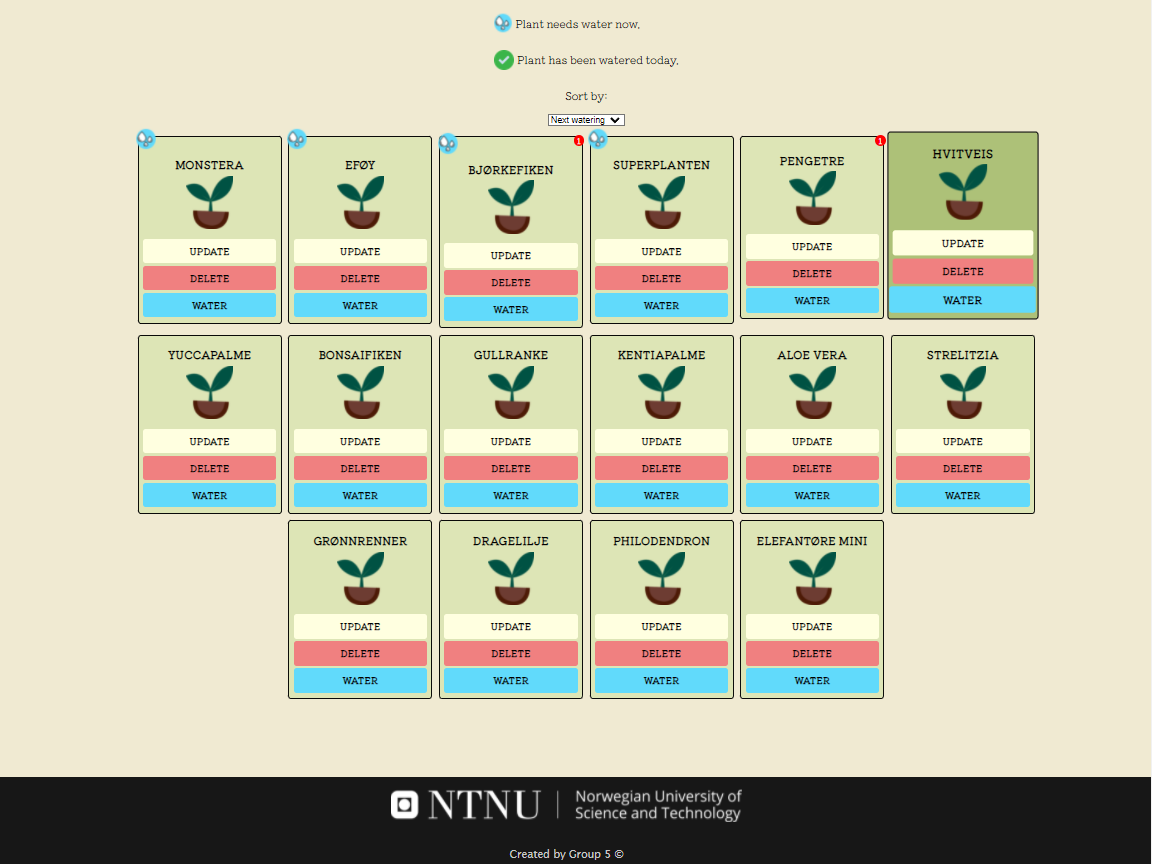 Plant needs water now.
Plant has been watered today.
Sort by:
Next watering
1
1
MONSTERA
EFØY
BJØRKEFIKEN
SUPERPLANTEN
PENGETRE
HVITVEIS
UPDATE
UPDATE
UPDATE
UPDATE
UPDATE
UPDATE
DELETE
DELETE
DELETE
DELETE
DELETE
DELETE
WATER
WATER
WATER
WATER
WATER
WATER
YUCCAPALME
BONSAIFIKEN
GULLRANKE
KENTIAPALME
ALOE VERA
STRELITZIA
UPDATE
UPDATE
UPDATE
UPDATE
UPDATE
UPDATE
DELETE
DELETE
DELETE
DELETE
DELETE
DELETE
WATER
WATER
WATER
WATER
WATER
WATER
GRØNNRENNER
DRAGELILJE
PHILODENDRON
ELEFANTØRE MINI
UPDATE
UPDATE
UPDATE
UPDATE
DELETE
DELETE
DELETE
DELETE
WATER
WATER
WATER
WATER
NTNU
Norwegian University of
Science and Technology
Created by Group 5 ©